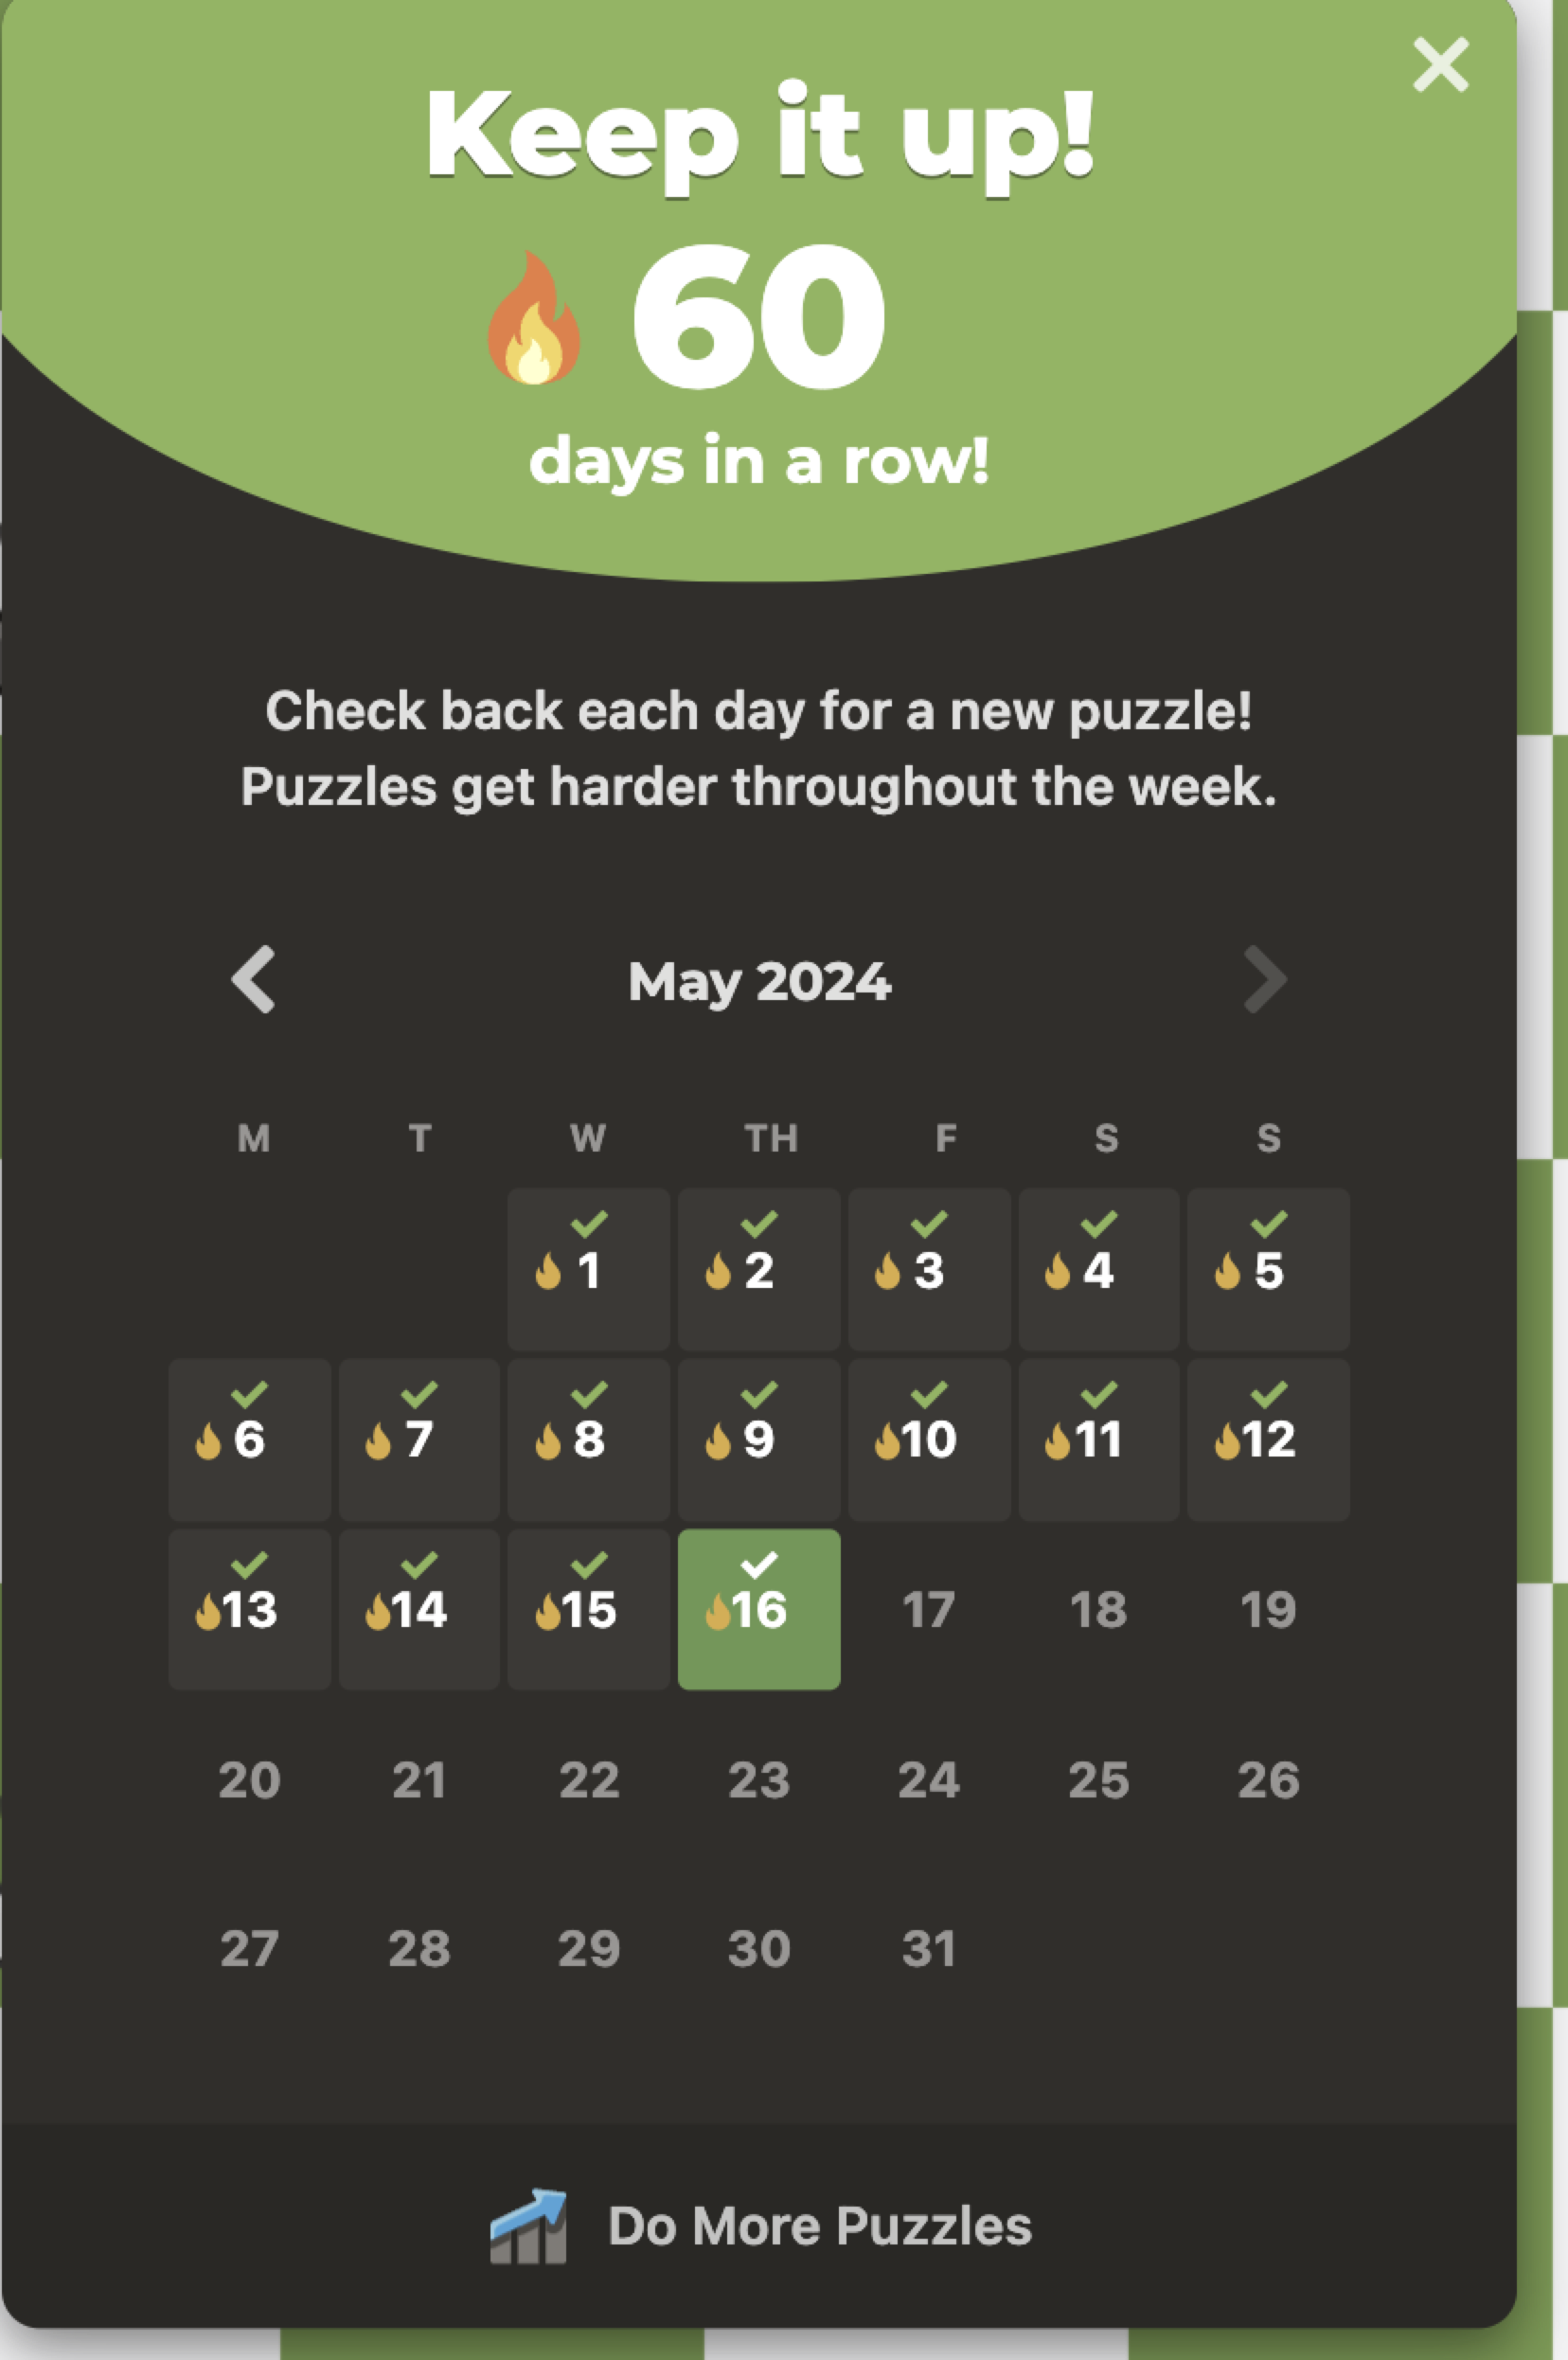 Keep it up!
60
days in a row!
Check back each day for a new puzzle!
Puzzles get harder throughout the week.
May 2024
M T W TH F S S
1 2 3 4 5
6 7 8 9 10 11 12
13 14 15 16 17 18 19
20 21 22 23 24 25 26
27 28 29 30 31
Do More Puzzles